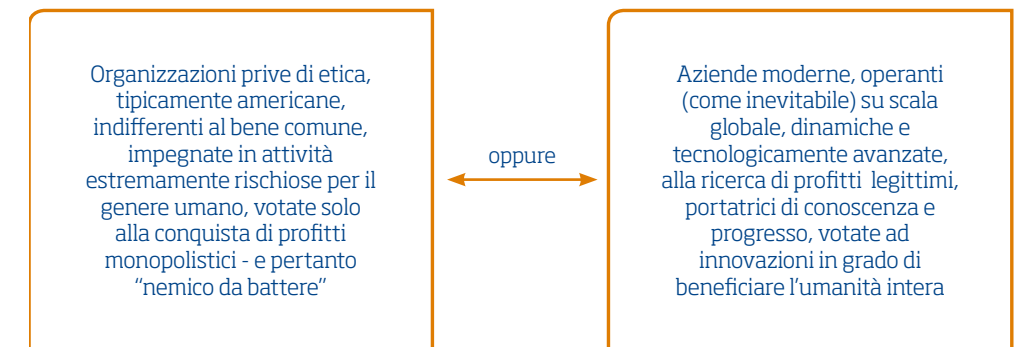 Organizzazioni prive di etica,
tipicamente americane,
indifferenti al bene comune,
impegnate in attività
estremamente rischiose per il
genere umano, votate solo
alla conquista di profitti
monopolistici - e pertanto
“nemico da battere”
oppure
Aziende moderne, operanti
(come inevitabile) su scala
globale, dinamiche e
tecnologicamente avanzate,
alla ricerca di profitti legittimi,
portatrici di conoscenza e
progresso, votate ad
innovazioni in grado di
beneficiare l’umanità intera